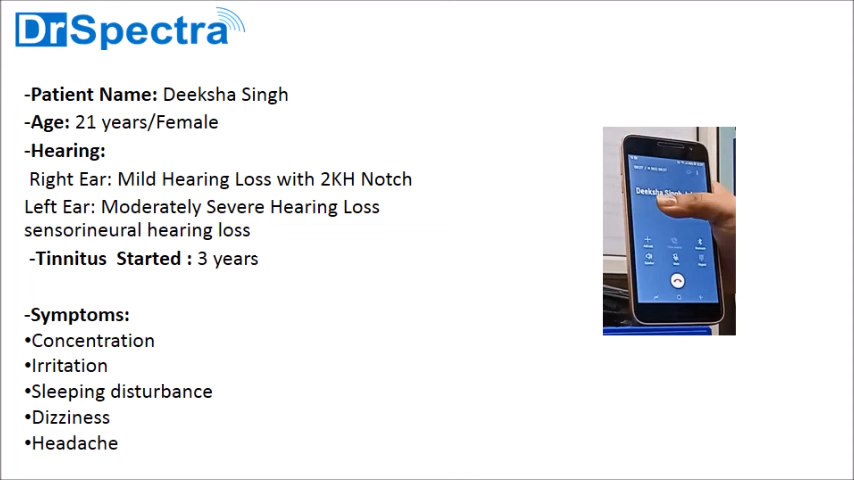 DrSpectra
-Patient Name: Deeksha Singh
-Age: 21 years/Female
-Hearing:
Right Ear: Mild Hearing Loss with 2KH Notch
Left Ear: Moderately Severe Hearing Loss
sensorineural hearing loss
-Tinnitus Started : 3 years
-Symptoms:
•Concentration
•Irritation
•Sleeping disturbance
•Dizziness
•Headache
Deeksha Singh